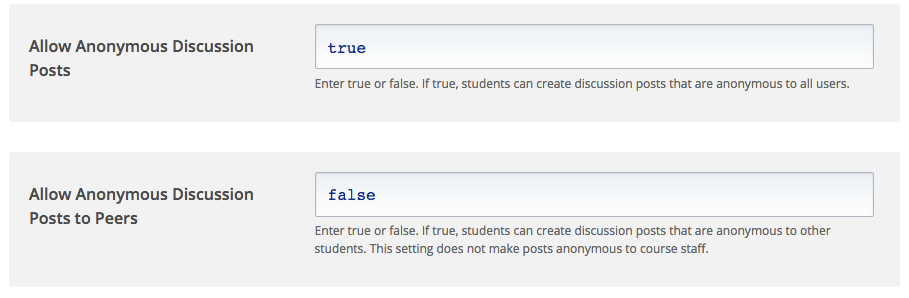 Allow Anonymous Discussion
Posts
true
Enter true or false. If true, students can create discussion posts that are anonymous to all users.
Allow Anonymous Discussion
Posts to Peers
false
Enter true or false. If true, students can create discussion posts that are anonymous to other
students. This setting does not make posts anonymous to course staff.